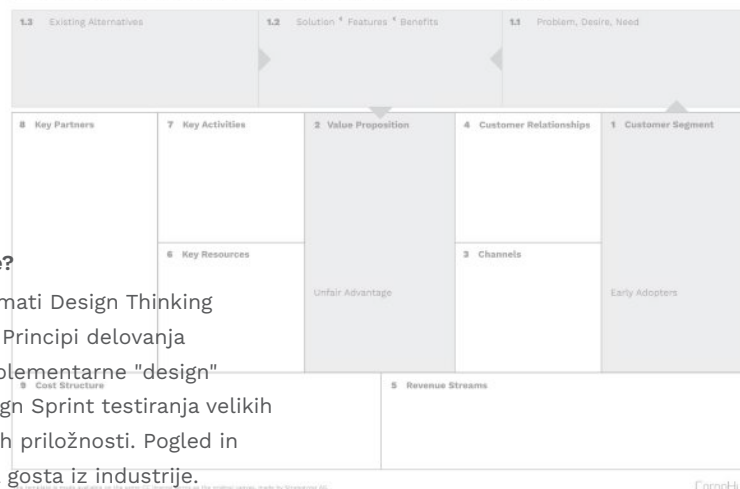 1.3 Existing Alternatives
1.2 Solution * Features * Benefits
1.1 Problem, Desire, Need
8 Key Partners
7 Key Activities
2 Value Proposition
4 Customer Relationships
1 Customer Segment
6 Key Resources
3 Channels
Unfair Advantage
Early Adopters
9 Cost Structure
5 Revenue Streams
?
mati Design Thinking
Principi delovanja
plementarne "design"
gn Sprint testiranja velikih
h priložnosti. Pogled in
gosta iz industrije.